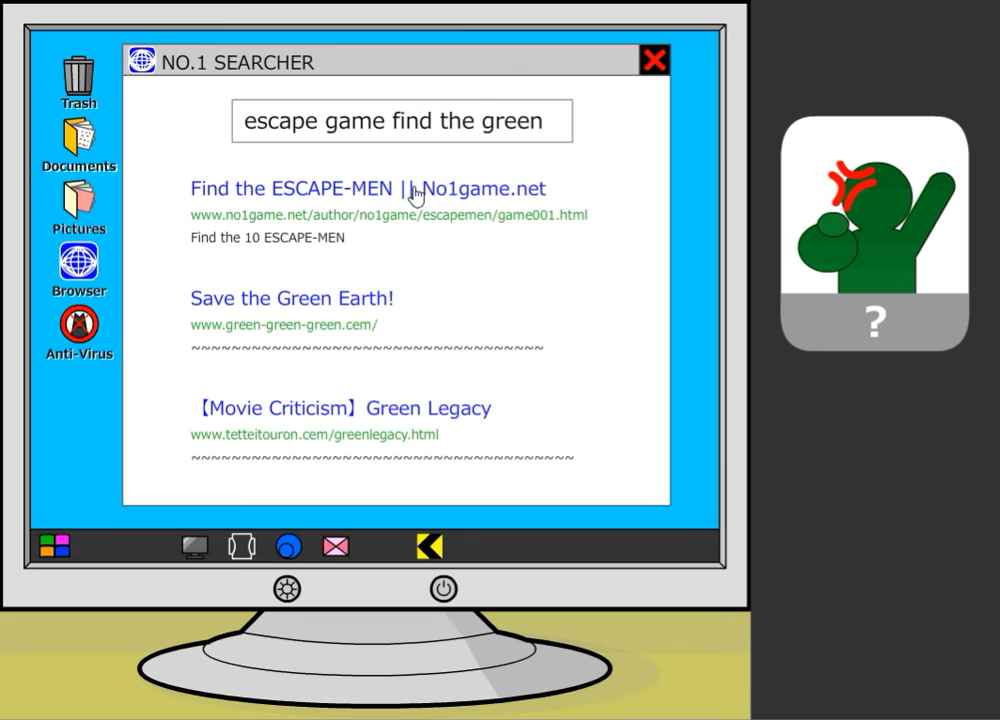 NO.1 SEARCHER
Trash
Documents
Pictures
Browser
Anti-Virus
escape game find the green
Find the ESCAPE-MEN || No1game.net
www.no1game.net/author/no1game/escapemen/game001.html
Find the 10 ESCAPE-MEN
Save the Green Earth!
www.green-green-green.cem/
~~~~~~~~~~~~~~~~~~~~~~~~~~~~~~~~~~
【Movie Criticism】Green Legacy
www.tetteitouron.com/greenlegacy.html
~~~~~~~~~~~~~~~~~~~~~~~~~~~~~~~~~~~~~
?